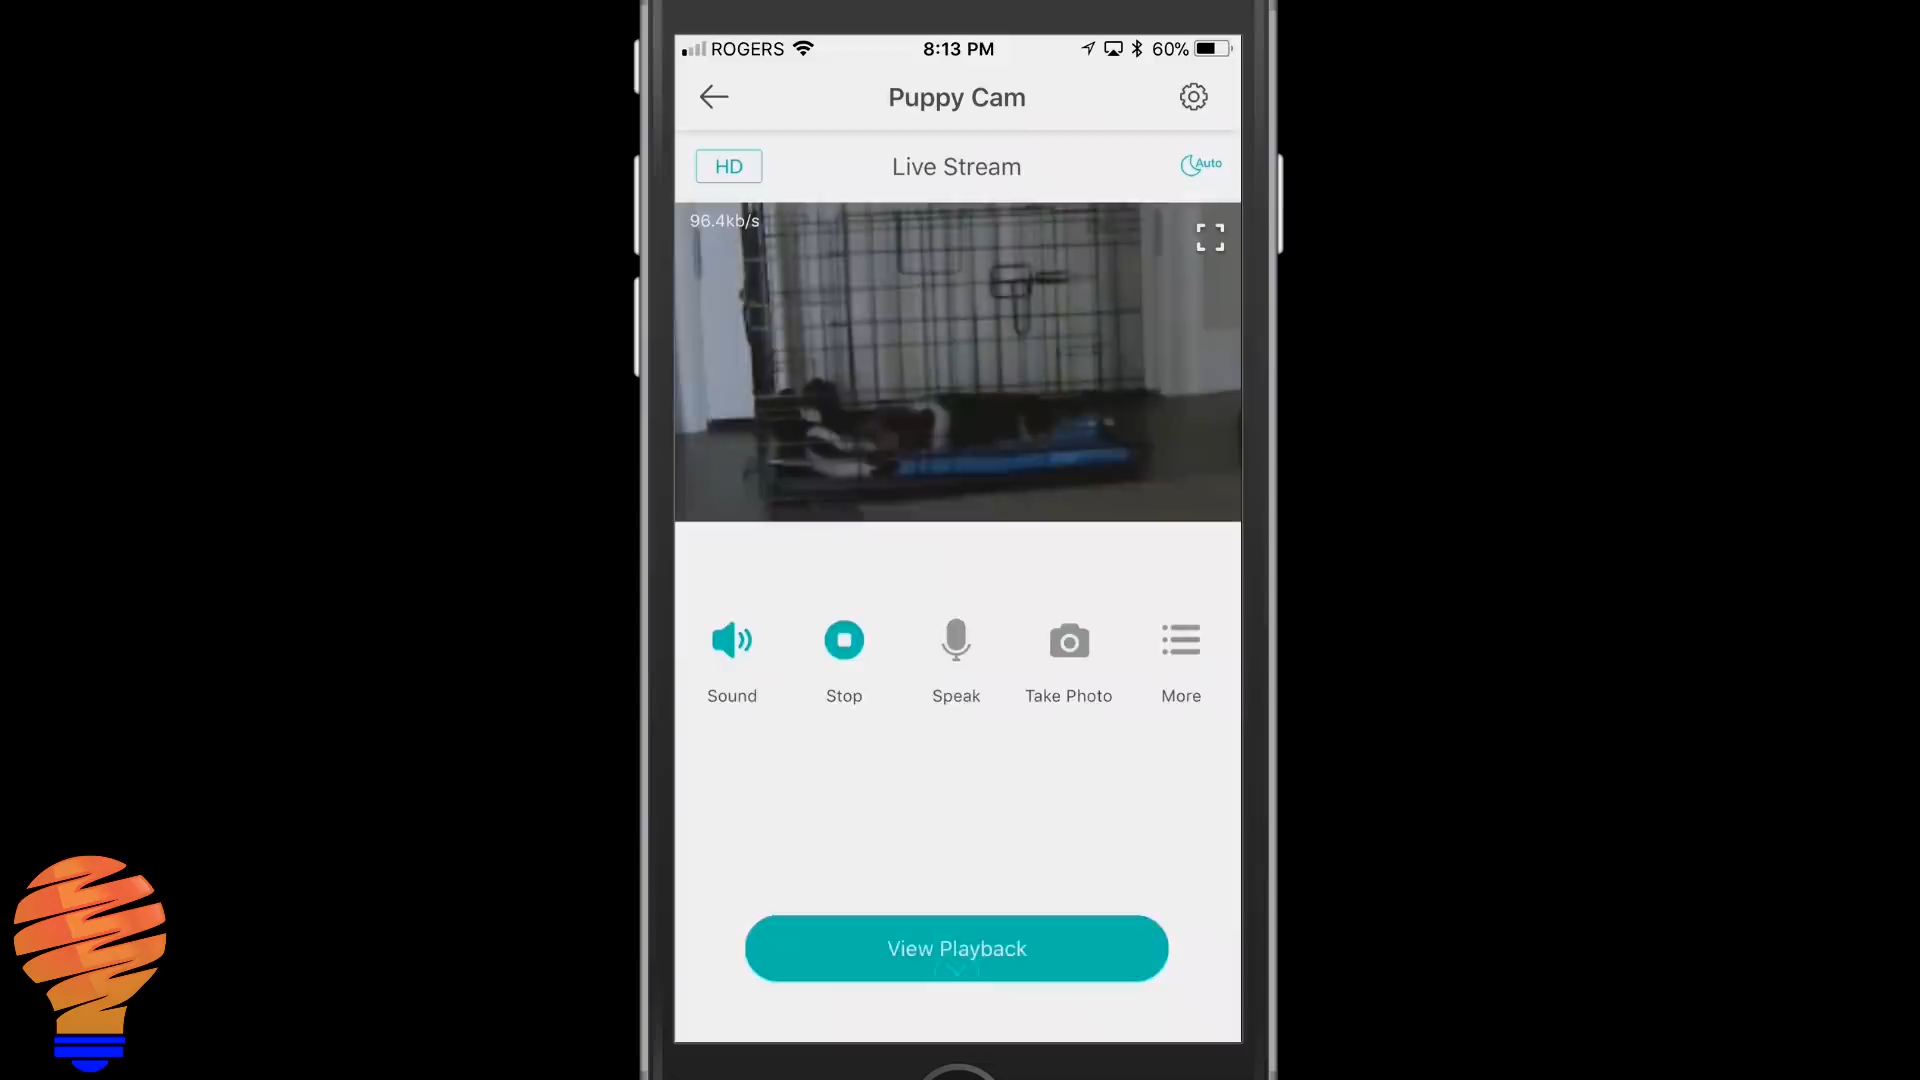 ROGERS 8:13 PM 60%
Puppy Cam
HD Live Stream Auto
96.4kb/s
Sound Stop Speak Take Photo More
View Playback